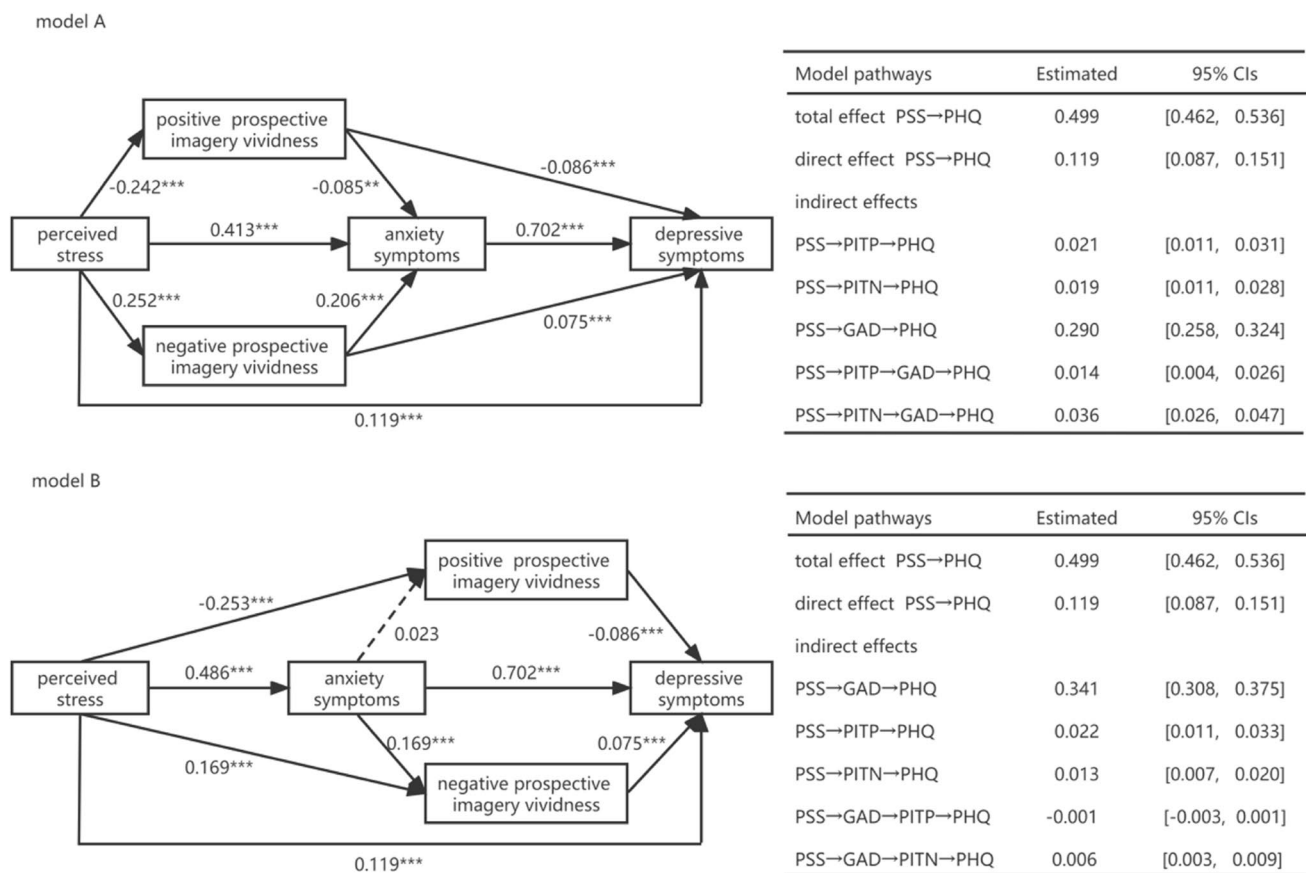 model A
positive prospective
imagery vividness
-0.242***
-0.085**
-0.086***
perceived
stress
0.413***
anxiety
symptoms
0.702***
depressive
symptoms
0.252***
0.206***
0.075***
negative prospective
imagery vividness
0.119***
Model pathways Estimated 95% CIs
total effect PSS→PHQ 0.499 [0.462, 0.536]
direct effect PSS→PHQ 0.119 [0.087, 0.151]
indirect effects
PSS→PITP→PHQ 0.021 [0.011, 0.031]
PSS→PITN→PHQ 0.019 [0.011, 0.028]
PSS→GAD→PHQ 0.290 [0.258, 0.324]
PSS→PITP→GAD→PHQ 0.014 [0.004, 0.026]
PSS→PITN→GAD→PHQ 0.036 [0.026, 0.047]
model B
positive prospective
imagery vividness
-0.253***
0.023
-0.086***
perceived
stress
0.486***
anxiety
symptoms
0.702***
depressive
symptoms
0.169***
0.169***
0.075***
negative prospective
imagery vividness
0.119***
Model pathways Estimated 95% CIs
total effect PSS→PHQ 0.499 [0.462, 0.536]
direct effect PSS→PHQ 0.119 [0.087, 0.151]
indirect effects
PSS→GAD→PHQ 0.341 [0.308, 0.375]
PSS→PITP→PHQ 0.022 [0.011, 0.033]
PSS→PITN→PHQ 0.013 [0.007, 0.020]
PSS→GAD→PITP→PHQ -0.001 [-0.003, 0.001]
PSS→GAD→PITN→PHQ 0.006 [0.003, 0.009]